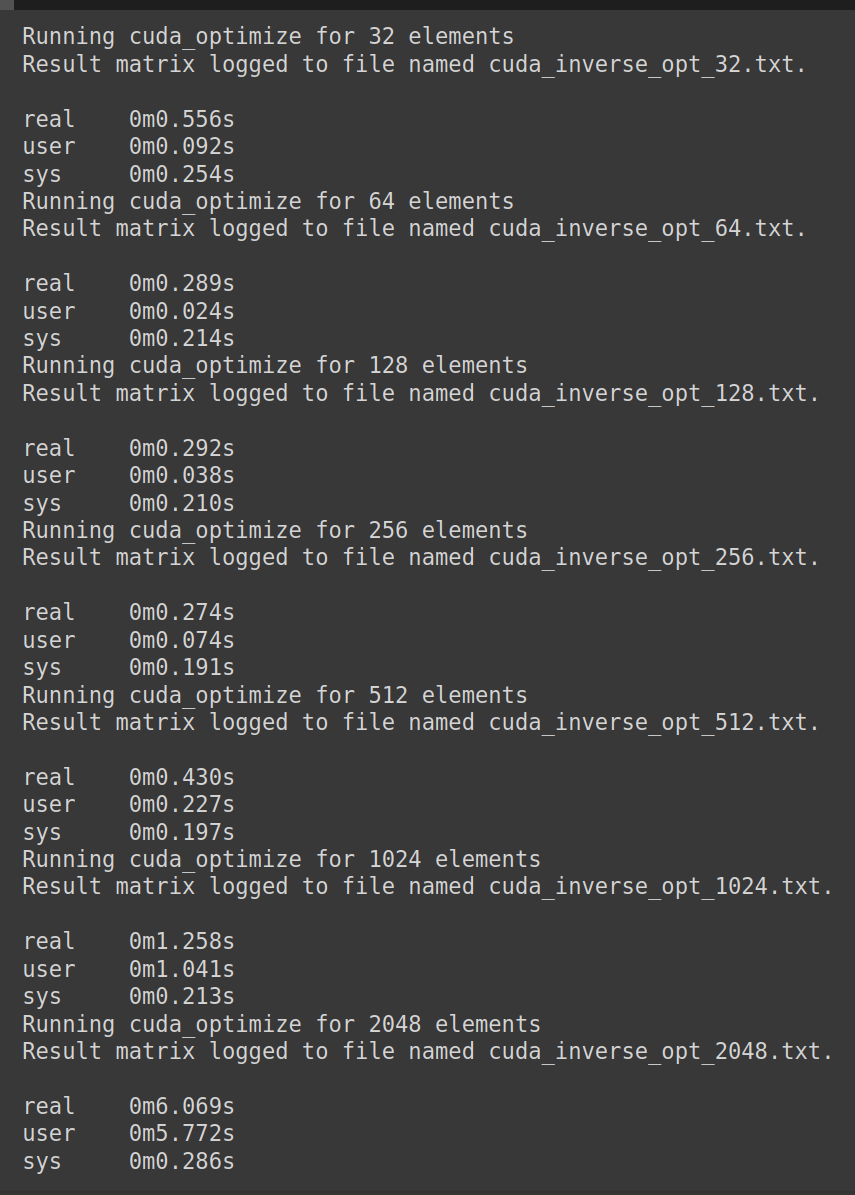 Running cuda_optimize for 32 elements
Result matrix logged to file named cuda_inverse_opt_32.txt.
real    0m0.556s
user    0m0.092s
sys     0m0.254s
Running cuda_optimize for 64 elements
Result matrix logged to file named cuda_inverse_opt_64.txt.
real    0m0.289s
user    0m0.024s
sys     0m0.214s
Running cuda_optimize for 128 elements
Result matrix logged to file named cuda_inverse_opt_128.txt.
real    0m0.292s
user    0m0.038s
sys     0m0.210s
Running cuda_optimize for 256 elements
Result matrix logged to file named cuda_inverse_opt_256.txt.
real    0m0.274s
user    0m0.074s
sys     0m0.191s
Running cuda_optimize for 512 elements
Result matrix logged to file named cuda_inverse_opt_512.txt.
real    0m0.430s
user    0m0.227s
sys     0m0.197s
Running cuda_optimize for 1024 elements
Result matrix logged to file named cuda_inverse_opt_1024.txt.
real    0m1.258s
user    0m1.041s
sys     0m0.213s
Running cuda_optimize for 2048 elements
Result matrix logged to file named cuda_inverse_opt_2048.txt.
real    0m6.069s
user    0m5.772s
sys     0m0.286s